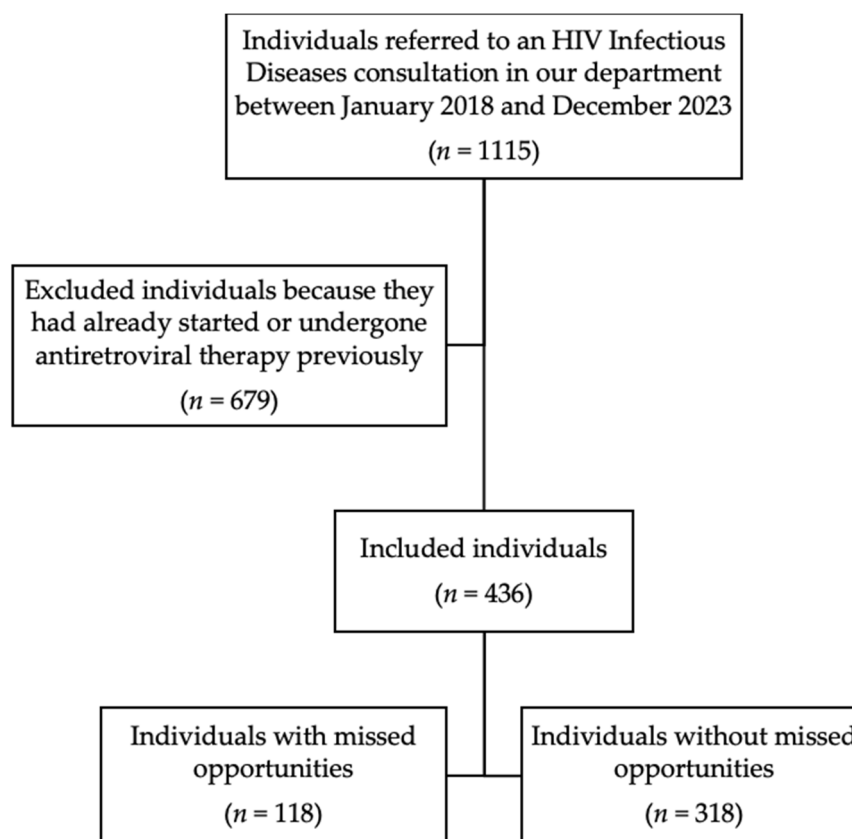 Individuals referred to an HIV Infectious
Diseases consultation in our department
between January 2018 and December 2023
(n = 1115)
Excluded individuals because they
had already started or undergone
antiretroviral therapy previously
(n = 679)
Included individuals
(n = 436)
Individuals with missed
opportunities
(n = 118)
Individuals without missed
opportunities
(n = 318)